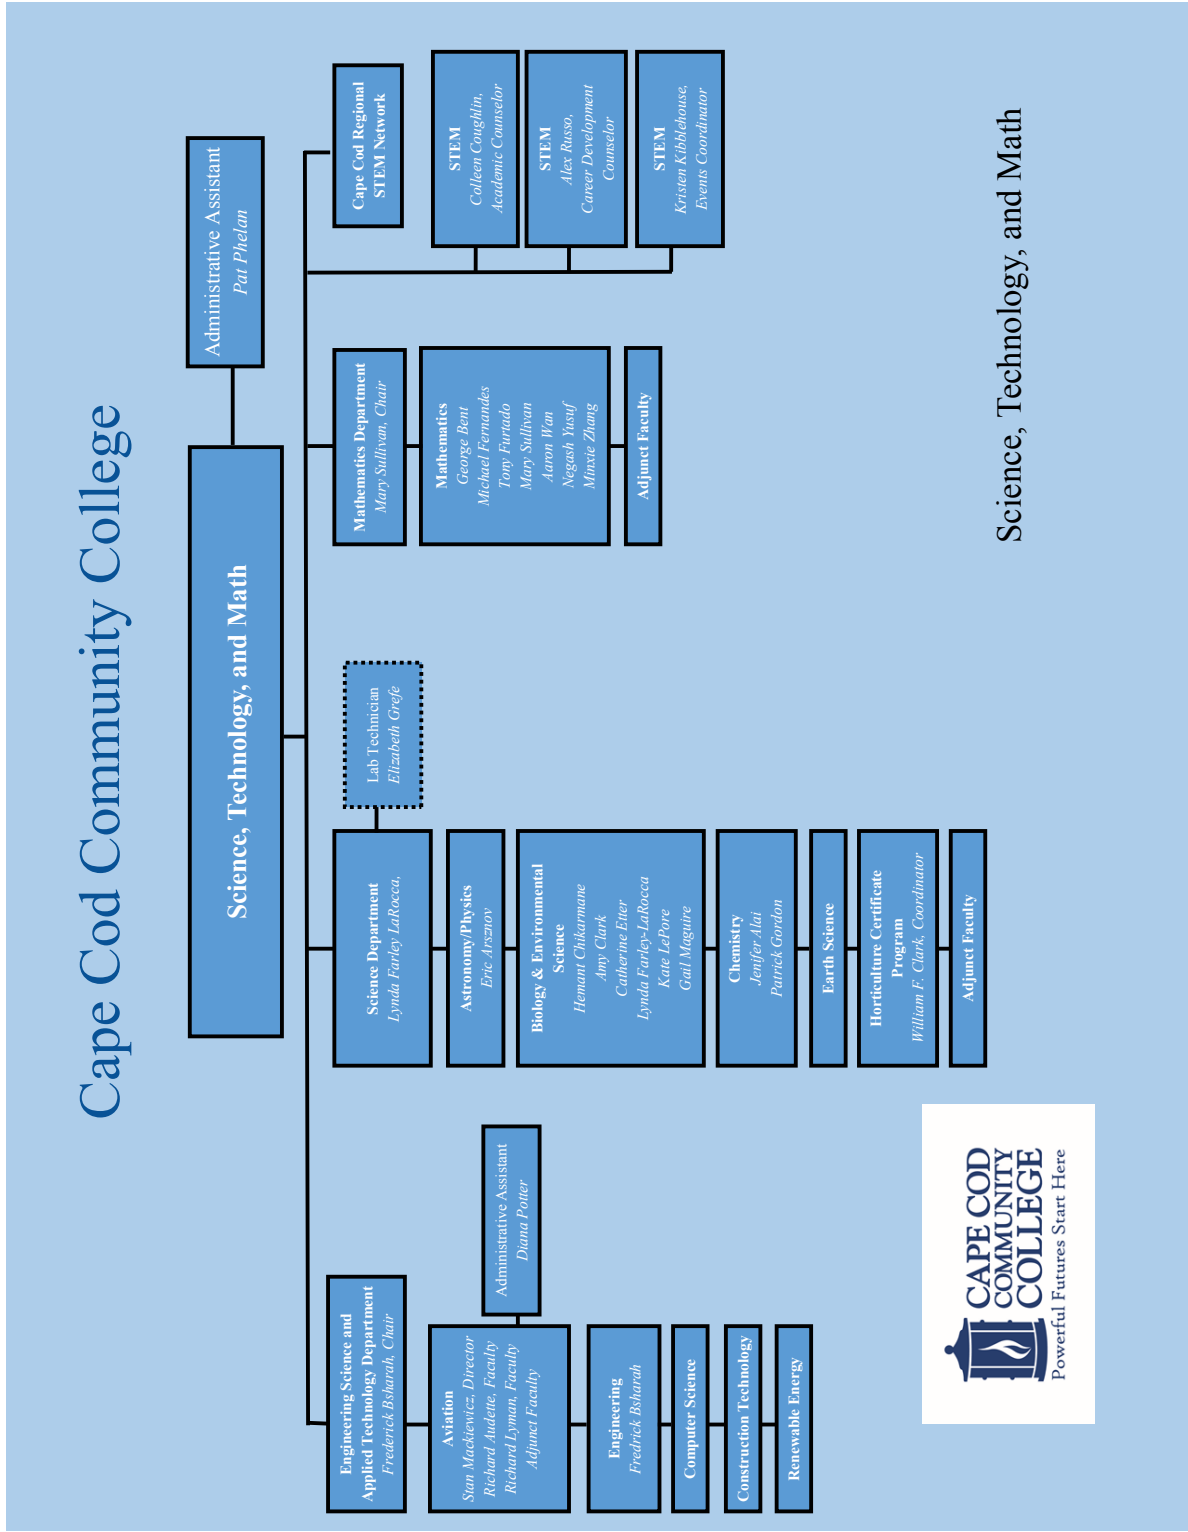 Cape Cod Community College
Science, Technology, and Math
Administrative Assistant
Pat Phelan
Engineering Science and
Applied Technology Department
Frederick Bsharah, Chair
Aviation
Stan Mackiewicz, Director
Richard Audette, Faculty
Richard Lyman, Faculty
Adjunct Faculty
Administrative Assistant
Diana Potter
Engineering
Fredrick Bsharah
Computer Science
Construction Technology
Renewable Energy
Science Department
Lynda Farley LaRocca,
Lab Technician
Elizabeth Grefe
Astronomy/Physics
Eric Arsznov
Biology & Environmental
Science
Hemant Chikarmane
Amy Clark
Catherine Etter
Lynda Farley-LaRocca
Kate LePore
Gail Maguire
Chemistry
Jenifer Alai
Patrick Gordon
Earth Science
Horticulture Certificate
Program
William F. Clark, Coordinator
Adjunct Faculty
Mathematics Department
Mary Sullivan, Chair
Mathematics
George Bent
Michael Fernandes
Tony Furtado
Mary Sullivan
Aaron Wan
Negash Yusuf
Minxie Zhang
Adjunct Faculty
Cape Cod Regional
STEM Network
STEM
Colleen Coughlin,
Academic Counselor
STEM
Alex Russo,
Career Development
Counselor
STEM
Kristen Kibblehouse,
Events Coordinator
CAPE COD
COMMUNITY
COLLEGE
Powerful Futures Start Here
Science, Technology, and Math